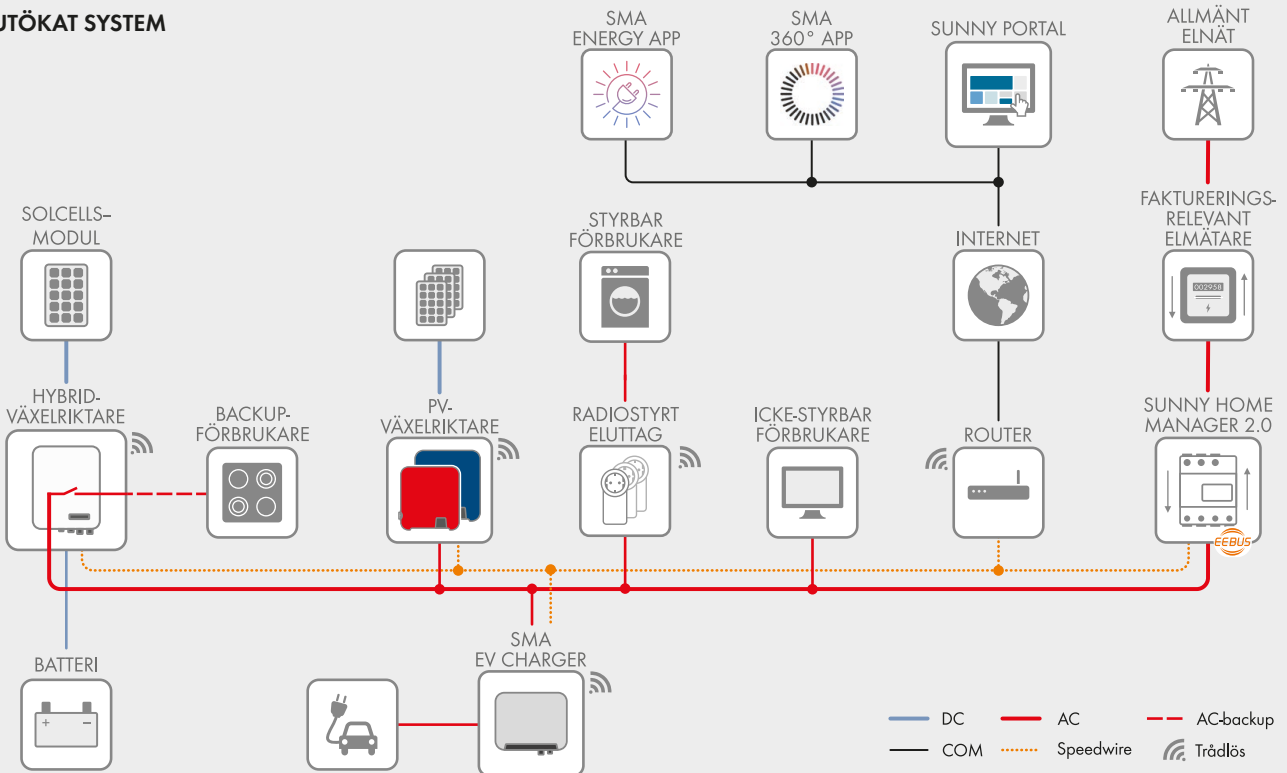 UTÖKAT SYSTEM
SMA
ENERGY APP
SMA
360° APP
SUNNY PORTAL
ALLMÄNT
ELNÄT
SOLCELLS-
MODUL
STYRBAR
FÖRBRUKARE
INTERNET
FAKTURERINGS-
RELEVANT
ELMÄTARE
002958
HYBRID-
VÄXELRIKTARE
BACKUP-
FÖRBRUKARE
PV-
VÄXELRIKTARE
RADIOSTYRT
ELUTTAG
ICKE-STYRBAR
FÖRBRUKARE
ROUTER
SUNNY HOME
MANAGER 2.0
EEBUS
BATTERI
+ −
SMA
EV CHARGER
DC
AC
AC-backup
COM
Speedwire
Trådlös